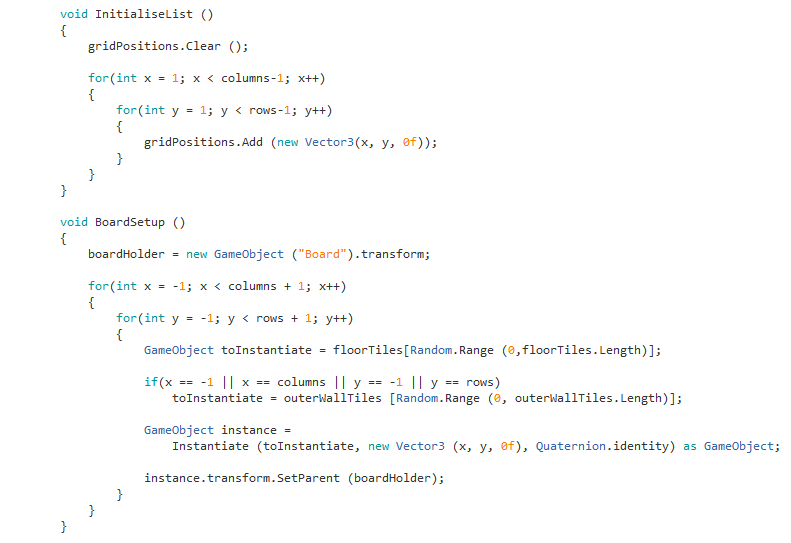 void InitialiseList ()
{
    gridPositions.Clear ();

    for(int x = 1; x < columns-1; x++)
    {
        for(int y = 1; y < rows-1; y++)
        {
            gridPositions.Add (new Vector3(x, y, 0f));
        }
    }
}

void BoardSetup ()
{
    boardHolder = new GameObject ("Board").transform;

    for(int x = -1; x < columns + 1; x++)
    {
        for(int y = -1; y < rows + 1; y++)
        {
            GameObject toInstantiate = floorTiles[Random.Range (0,floorTiles.Length)];

            if(x == -1 || x == columns || y == -1 || y == rows)
                toInstantiate = outerWallTiles [Random.Range (0, outerWallTiles.Length)];

            GameObject instance =
                Instantiate (toInstantiate, new Vector3 (x, y, 0f), Quaternion.identity) as GameObject;

            instance.transform.SetParent (boardHolder);
        }
    }
}